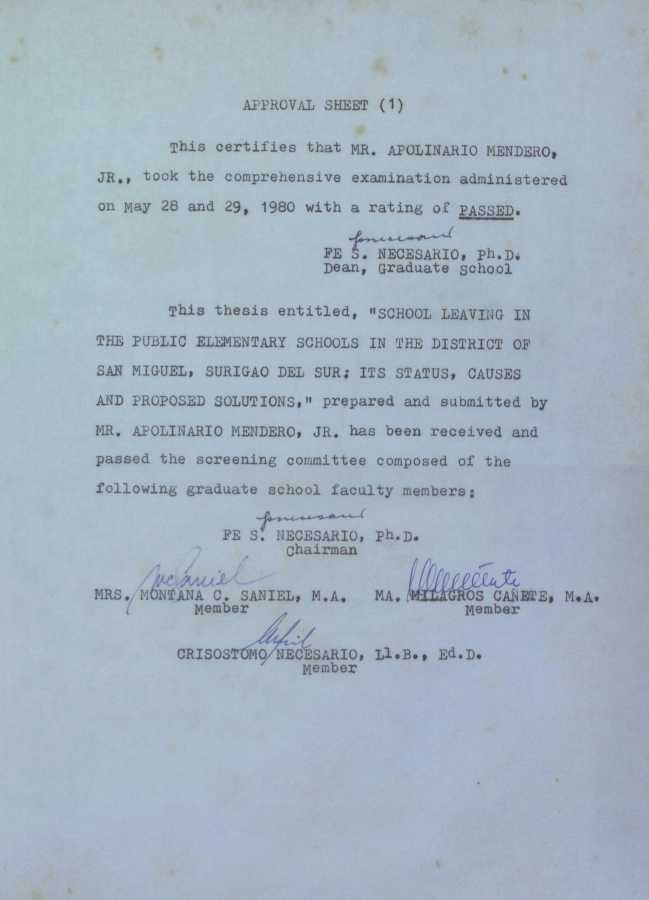 APPROVAL SHEET (1)
This certifies that MR. APOLINARIO MENDERO,
JR., took the comprehensive examination administered
on May 28 and 29, 1980 with a rating of PASSED.
FE S. NECESARIO, Ph.D.
Dean, Graduate School
This thesis entitled, "SCHOOL LEAVING IN
THE PUBLIC ELEMENTARY SCHOOLS IN THE DISTRICT OF
SAN MIGUEL, SURIGAO DEL SUR; ITS STATUS, CAUSES
AND PROPOSED SOLUTIONS," prepared and submitted by
MR. APOLINARIO MENDERO, JR. has been received and
passed the screening committee composed of the
following graduate school faculty members:
FE S. NECESARIO, Ph.D.
Chairman
MRS. MONTANA C. SANIEL, M.A. MA. MILAGROS CAÑETE, M.A.
Member Member
CRISOSTOMO NECESARIO, Ll.B., Ed.D.
Member